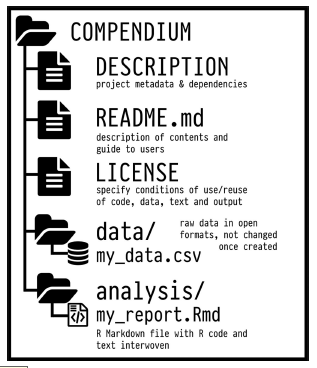 COMPENDIUM
DESCRIPTION
project metadata & dependencies
README.md
description of contents and
guide to users
LICENSE
specify conditions of use/reuse
of code, data, text and output
data/
raw data in open
formats, not changed
once created
my_data.csv
analysis/
my_report.Rmd
R Markdown file with R code and
text interwoven